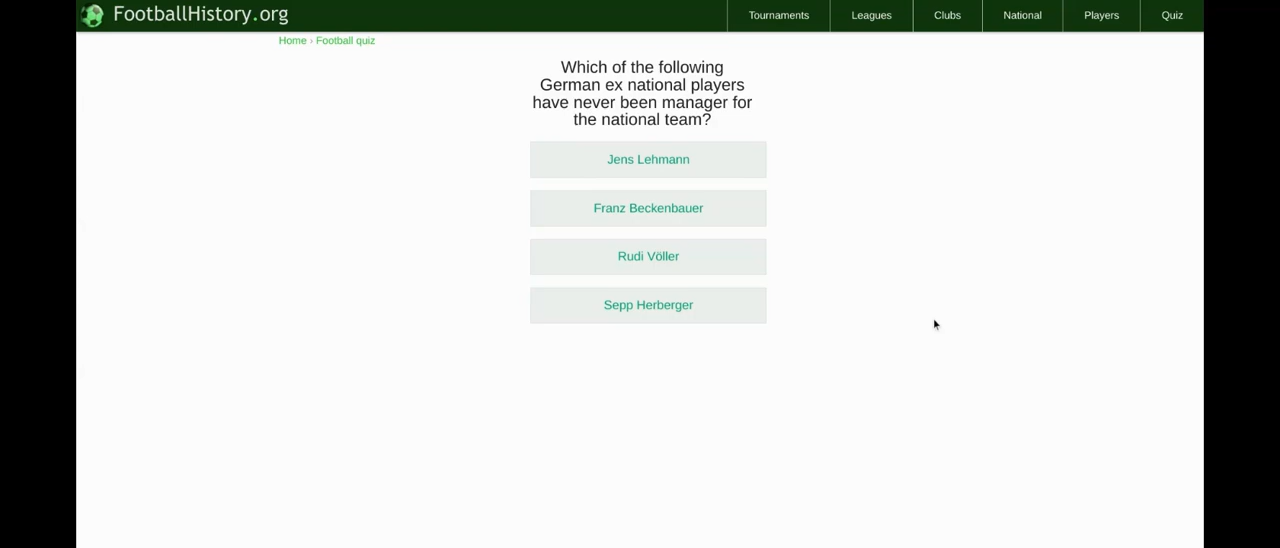 FootballHistory.org
Tournaments Leagues Clubs National Players Quiz
Home › Football quiz
Which of the following
German ex national players
have never been manager for
the national team?
Jens Lehmann
Franz Beckenbauer
Rudi Völler
Sepp Herberger